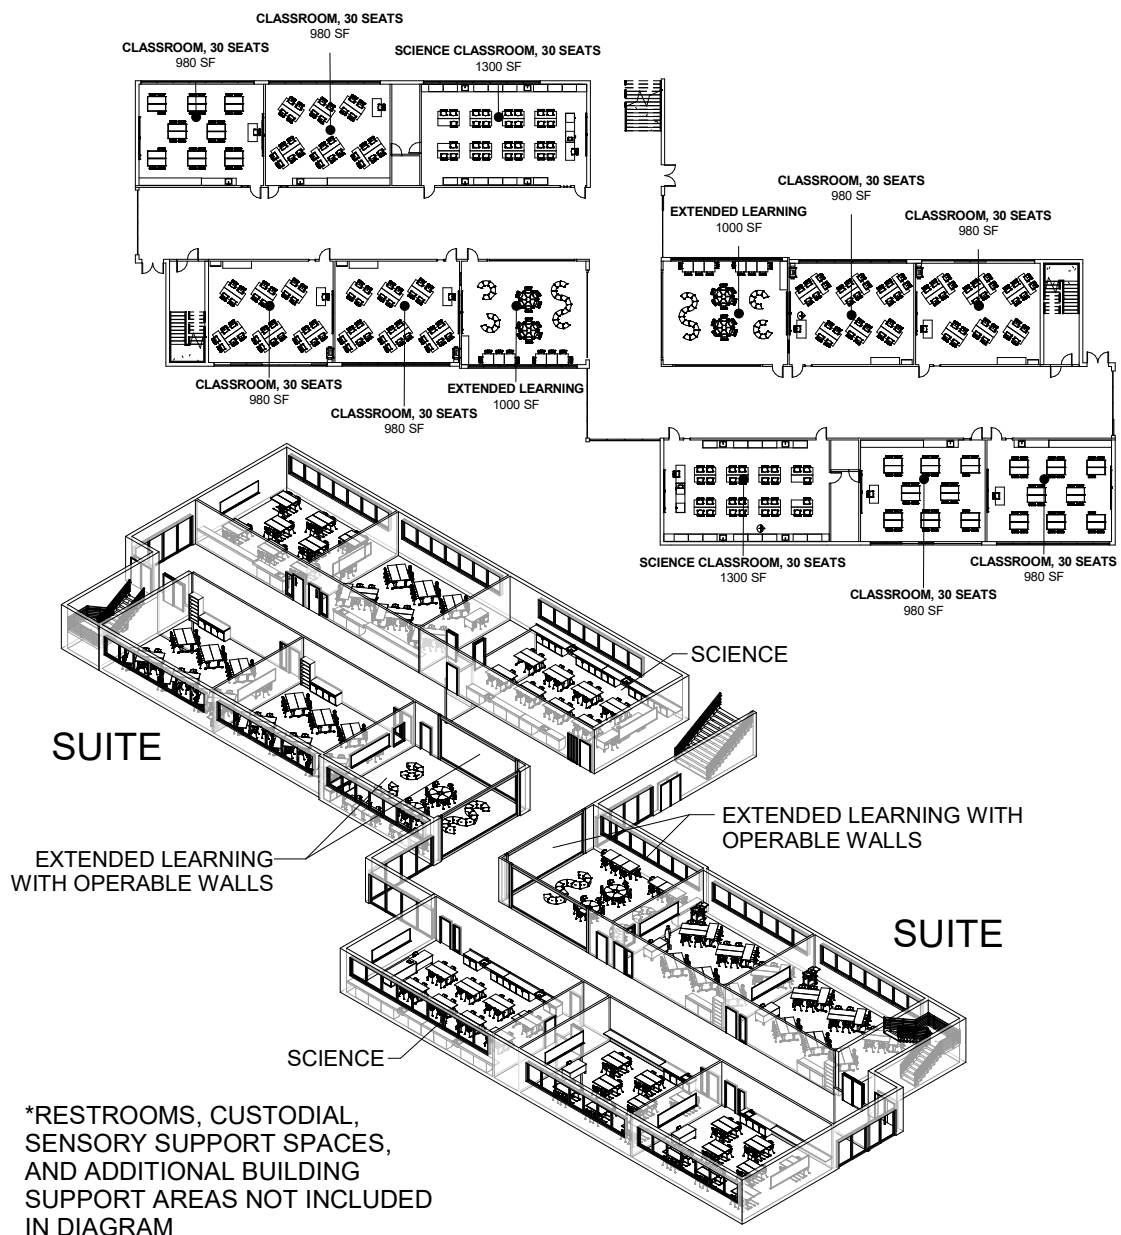 CLASSROOM, 30 SEATS
980 SF
CLASSROOM, 30 SEATS
980 SF
SCIENCE CLASSROOM, 30 SEATS
1300 SF
CLASSROOM, 30 SEATS
980 SF
EXTENDED LEARNING
1000 SF
CLASSROOM, 30 SEATS
980 SF
CLASSROOM, 30 SEATS
980 SF
CLASSROOM, 30 SEATS
980 SF
EXTENDED LEARNING
1000 SF
SCIENCE CLASSROOM, 30 SEATS
1300 SF
CLASSROOM, 30 SEATS
980 SF
CLASSROOM, 30 SEATS
980 SF
SCIENCE
SUITE
EXTENDED LEARNING WITH
OPERABLE WALLS
EXTENDED LEARNING
WITH OPERABLE WALLS
SUITE
SCIENCE
*RESTROOMS, CUSTODIAL,
SENSORY SUPPORT SPACES,
AND ADDITIONAL BUILDING
SUPPORT AREAS NOT INCLUDED
IN DIAGRAM